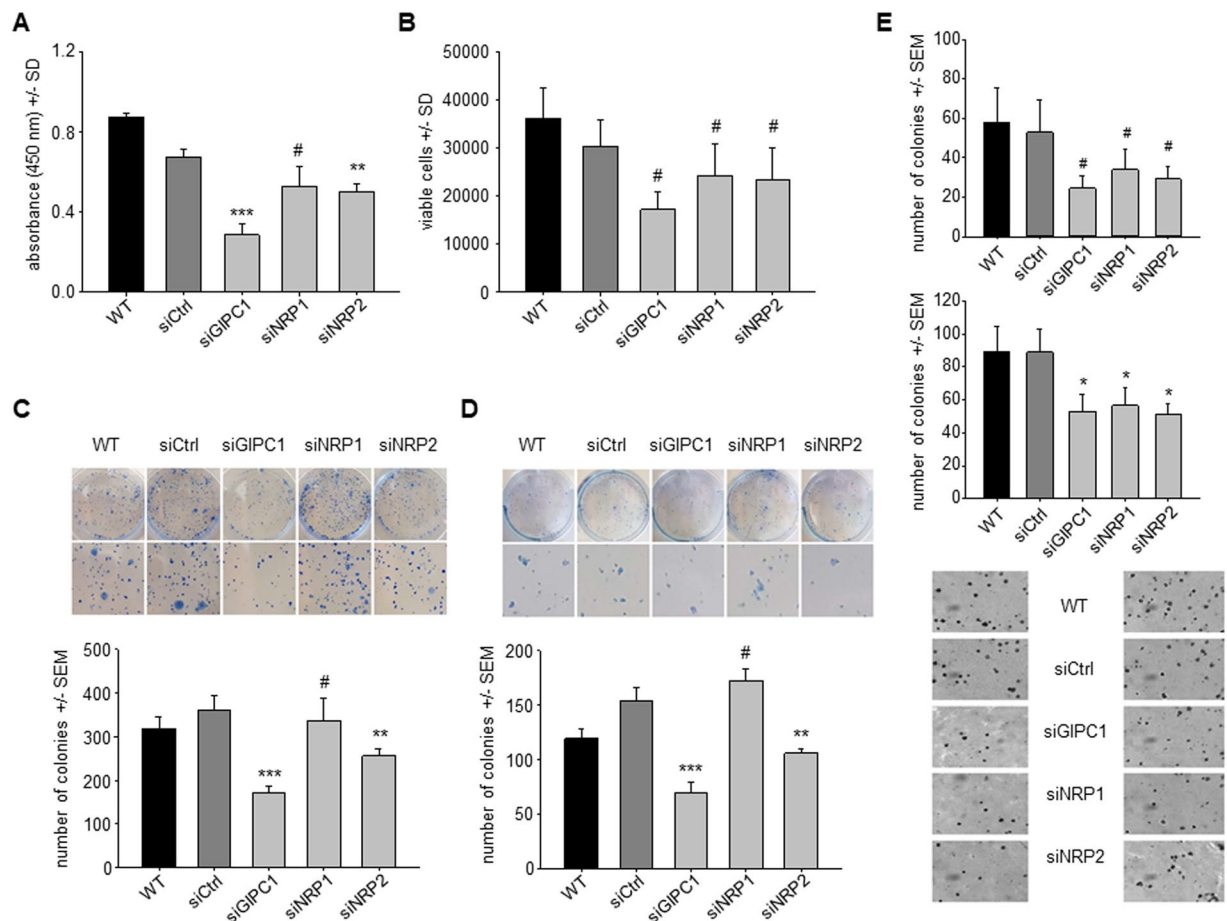 A
absorbance (450 nm) +/- SD
1.2
0.8
0.4
0.0
***
#
**
WT
siCtrl
siGIPC1
siNRP1
siNRP2
B
viable cells +/- SD
50000
40000
30000
20000
10000
0
#
#
#
WT
siCtrl
siGIPC1
siNRP1
siNRP2
C
WT siCtrl siGIPC1 siNRP1 siNRP2
number of colonies +/- SEM
500
400
300
200
100
0
***
#
**
WT
siCtrl
siGIPC1
siNRP1
siNRP2
D
WT siCtrl siGIPC1 siNRP1 siNRP2
number of colonies +/- SEM
200
150
100
50
0
***
#
**
WT
siCtrl
siGIPC1
siNRP1
siNRP2
E
number of colonies +/- SEM
100
80
60
40
20
0
#
#
#
WT
siCtrl
siGIPC1
siNRP1
siNRP2
number of colonies +/- SEM
120
100
80
60
40
20
0
*
*
*
WT
siCtrl
siGIPC1
siNRP1
siNRP2
WT
siCtrl
siGIPC1
siNRP1
siNRP2